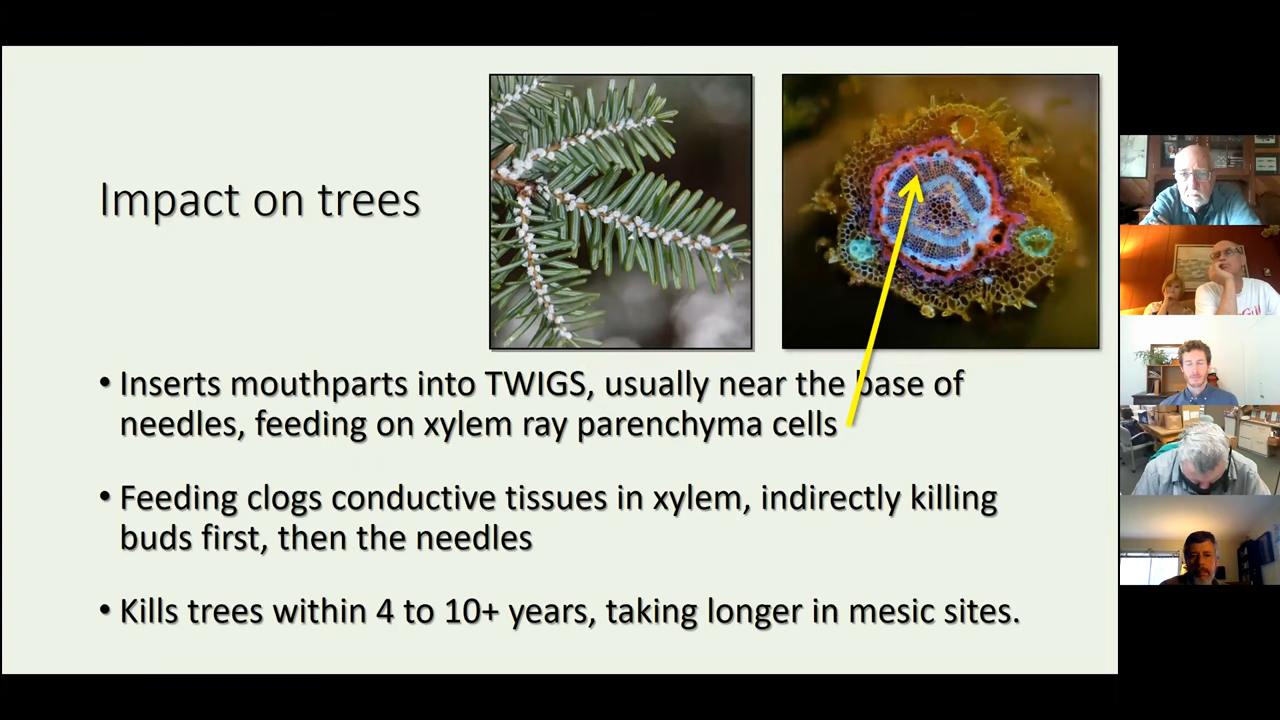 Impact on trees
• Inserts mouthparts into TWIGS, usually near the base of
needles, feeding on xylem ray parenchyma cells
• Feeding clogs conductive tissues in xylem, indirectly killing
buds first, then the needles
• Kills trees within 4 to 10+ years, taking longer in mesic sites.